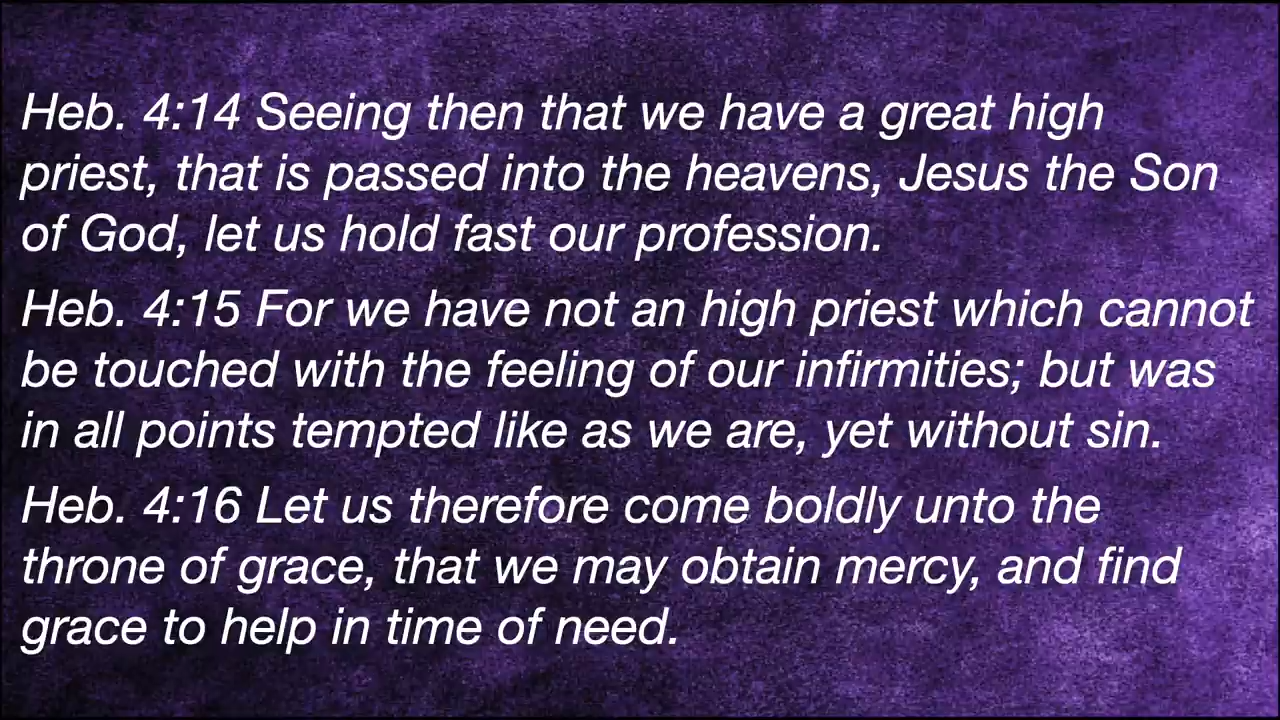 Heb. 4:14 Seeing then that we have a great high
priest, that is passed into the heavens, Jesus the Son
of God, let us hold fast our profession.
Heb. 4:15 For we have not an high priest which cannot
be touched with the feeling of our infirmities; but was
in all points tempted like as we are, yet without sin.
Heb. 4:16 Let us therefore come boldly unto the
throne of grace, that we may obtain mercy, and find
grace to help in time of need.